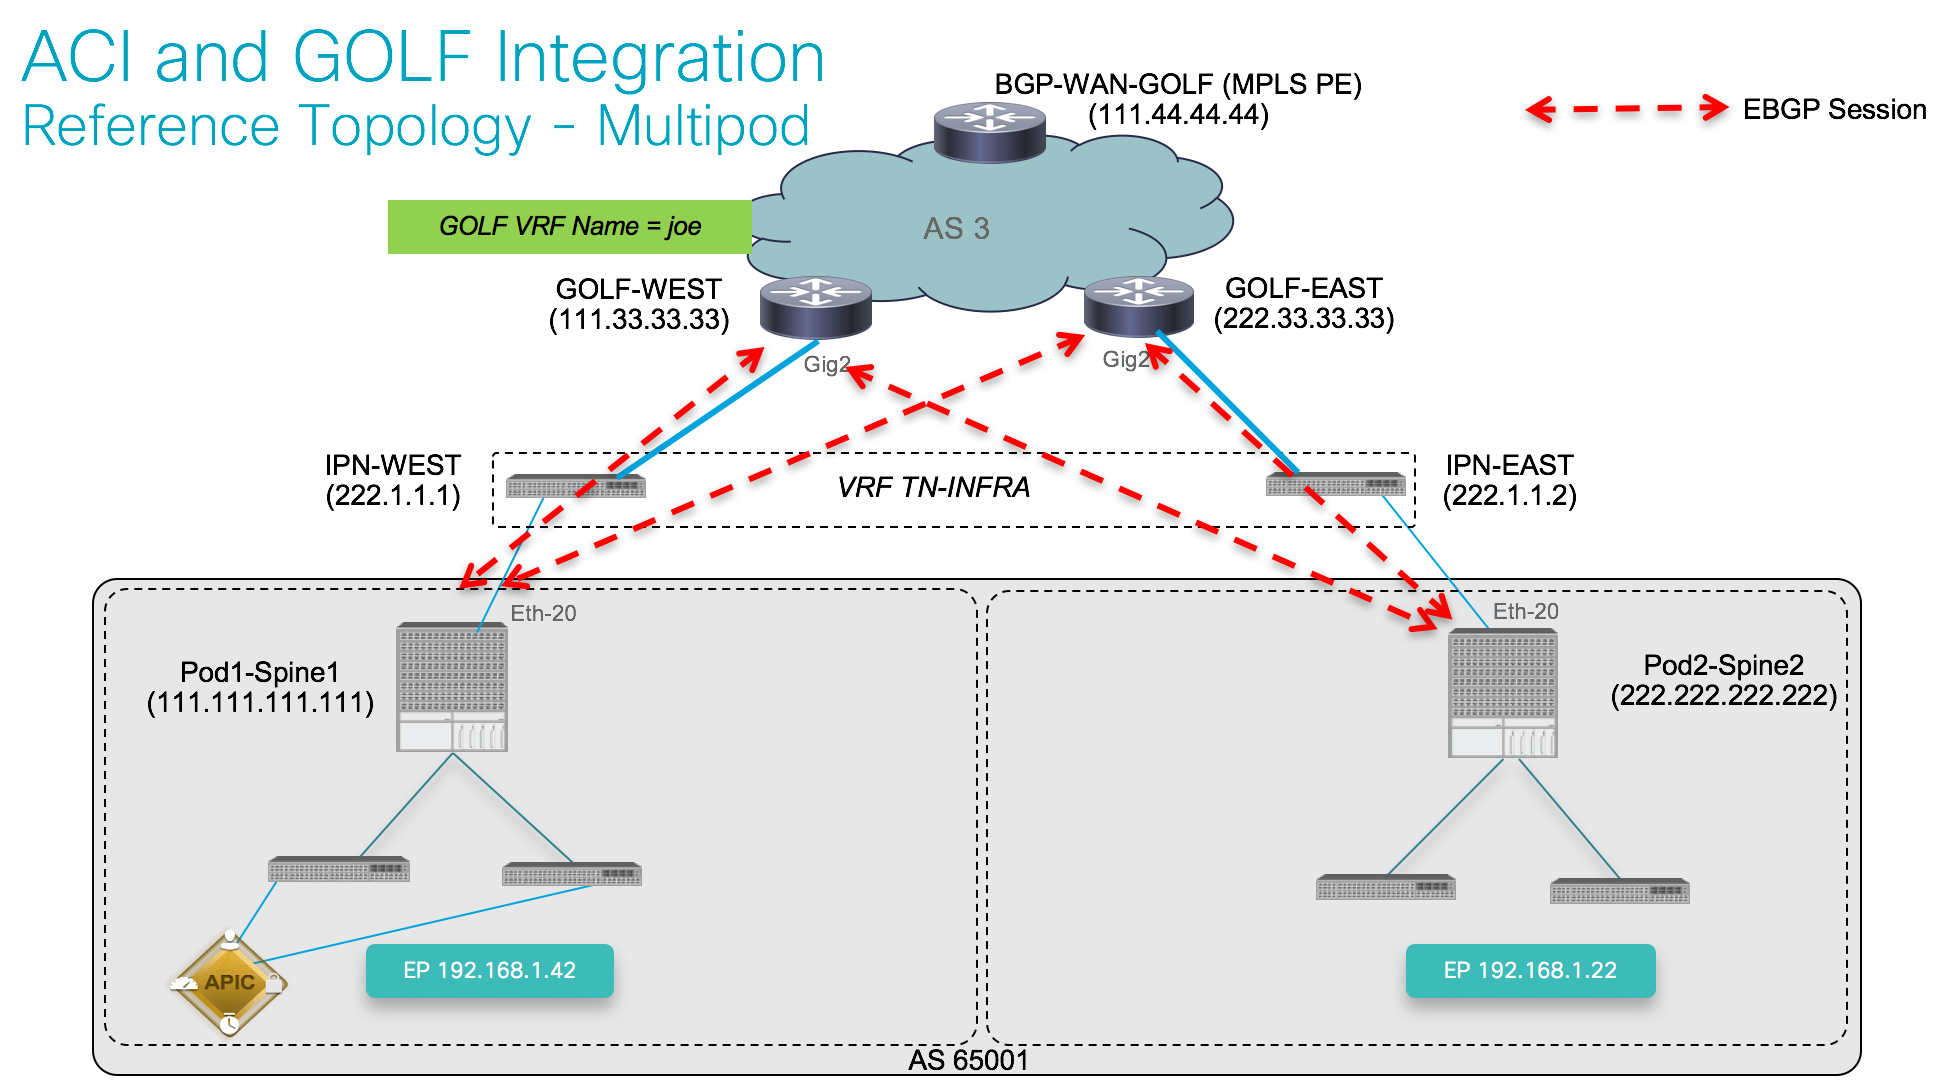 ACI and GOLF Integration
Reference Topology - Multipod
BGP-WAN-GOLF (MPLS PE)
(111.44.44.44)
EBGP Session
GOLF VRF Name = joe
AS 3
GOLF-WEST
(111.33.33.33)
GOLF-EAST
(222.33.33.33)
Gig2
Gig2
IPN-WEST
(222.1.1.1)
VRF TN-INFRA
IPN-EAST
(222.1.1.2)
Eth-20
Eth-20
Pod1-Spine1
(111.111.111.111)
Pod2-Spine2
(222.222.222.222)
APIC
EP 192.168.1.42
EP 192.168.1.22
AS 65001